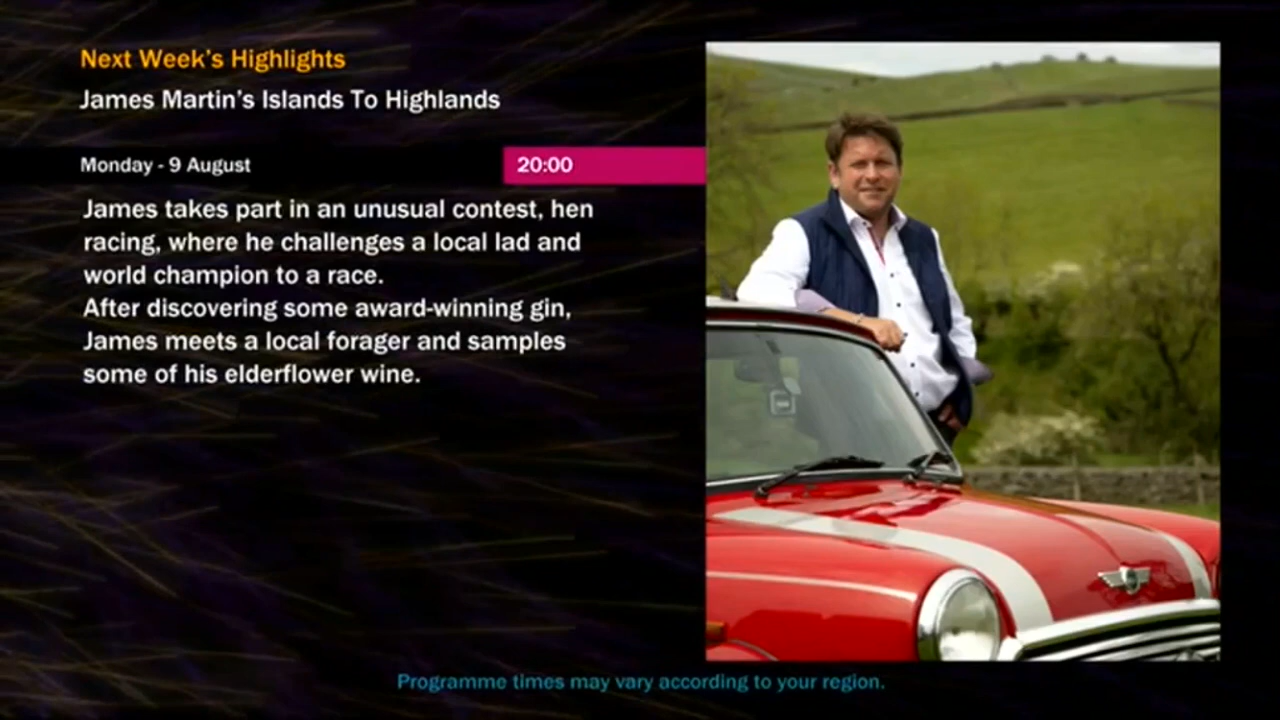 Next Week's Highlights
James Martin's Islands To Highlands
Monday - 9 August
20:00
James takes part in an unusual contest, hen
racing, where he challenges a local lad and
world champion to a race.
After discovering some award-winning gin,
James meets a local forager and samples
some of his elderflower wine.
Programme times may vary according to your region.